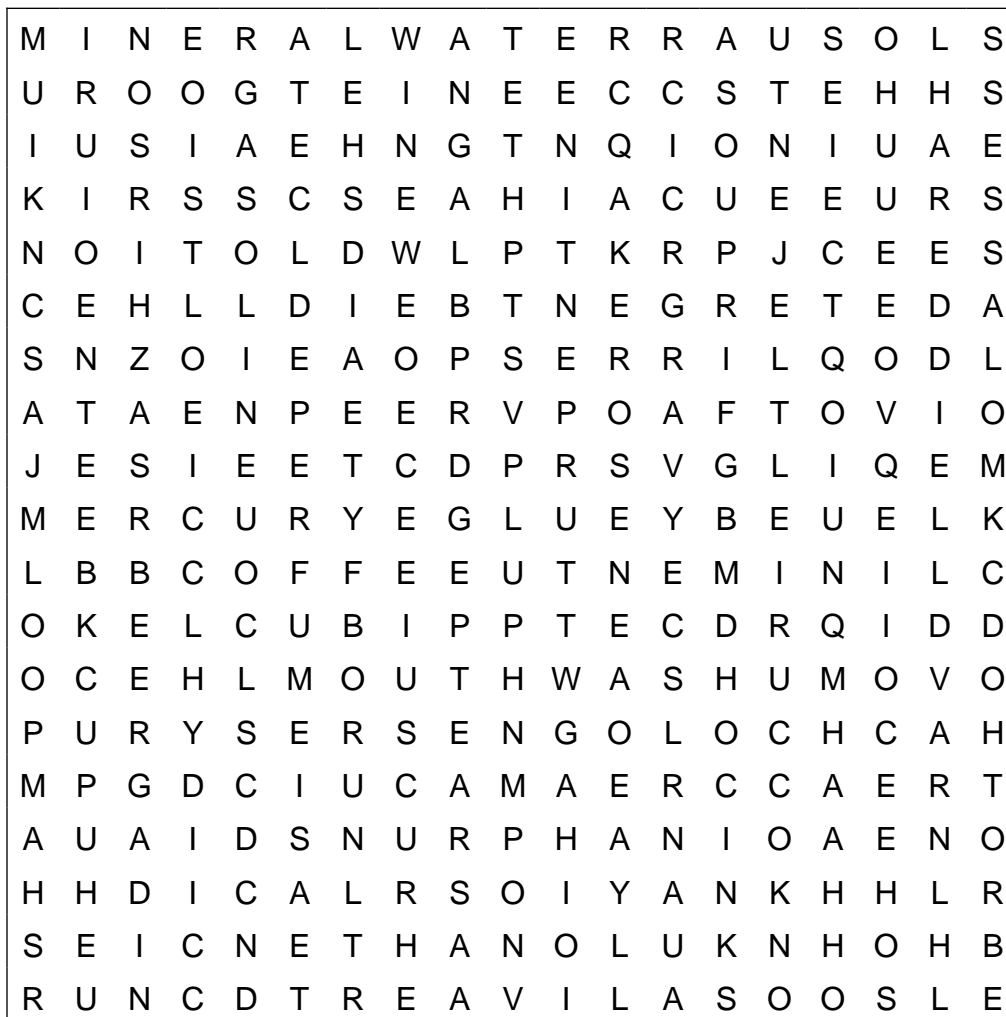 M I N E R A L W A T E R R A U S O L S
U R O O G T E I N E E C C S T E H H S
I U S I A E H N G T N Q I O N I U A E
K I R S S C S E A H I A C U E E U R S
N O I T O L D W L P T K R P J C E E S
C E H L L D I E B T N E G R E T E D A
S N Z O I E A O P S E R R I L Q O D L
A T A E N P E E R V P O A F T O V I O
J E S I E E T C D P R S V G L I Q E M
M E R C U R Y E G L U E Y B E U E L K
L B B C O F F E E U T N E M I N I L C
O K E L C U B I P P T E C D R Q I D D
O C E H L M O U T H W A S H U M O V O
P U R Y S E R S E N G O L O C H C A H
M P G D C I U C A M A E R C C A E R T
A U A I D S N U R P H A N I O A E N O
H H D I C A L R S O I Y A N K H H L R
S E I C N E T H A N O L U K N H O H B
R U N C D T R E A V I L A S O O S L E